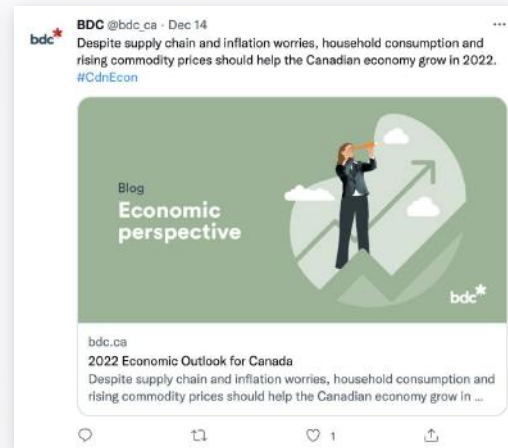 BDC @bdc_ca · Dec 14
bdc*
Despite supply chain and inflation worries, household consumption and
rising commodity prices should help the Canadian economy grow in 2022.
#CdnEcon
Blog
Economic
perspective
bdc*
bdc.ca
2022 Economic Outlook for Canada
Despite supply chain and inflation worries, household consumption and
rising commodity prices should help the Canadian economy grow in ...
1